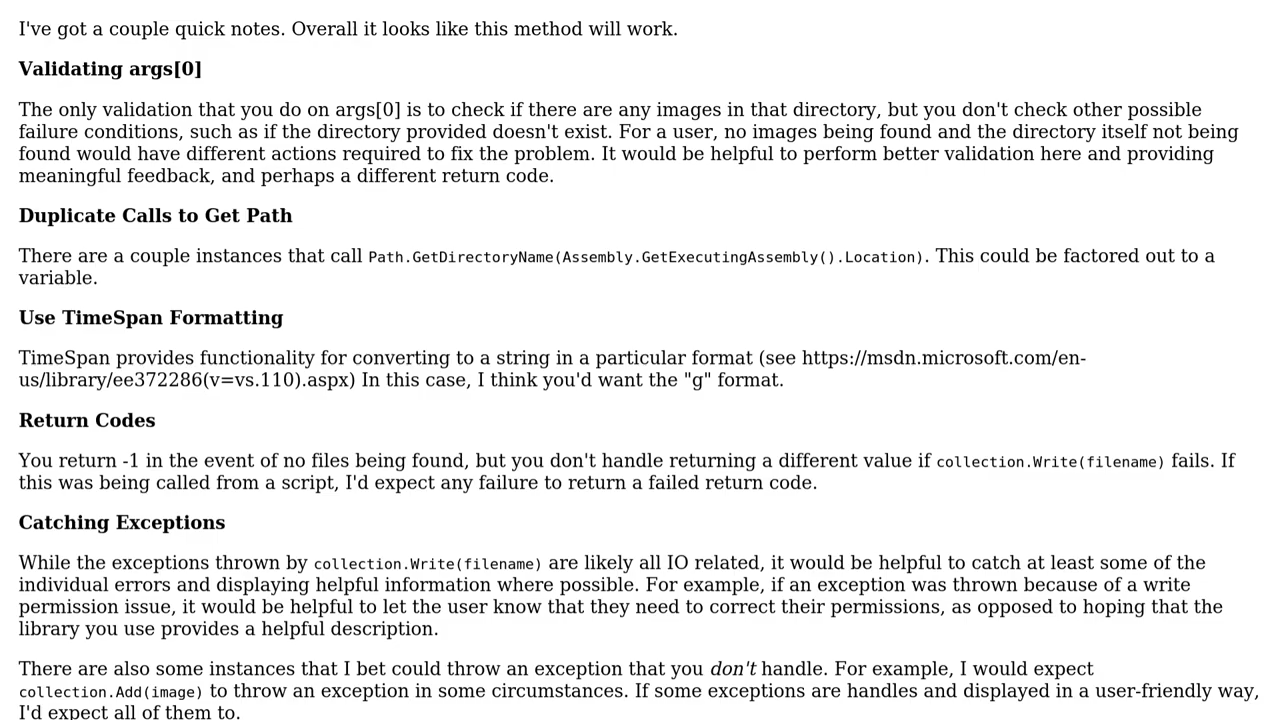 I've got a couple quick notes. Overall it looks like this method will work.
Validating args[0]
The only validation that you do on args[0] is to check if there are any images in that directory, but you don't check other possible
failure conditions, such as if the directory provided doesn't exist. For a user, no images being found and the directory itself not being
found would have different actions required to fix the problem. It would be helpful to perform better validation here and providing
meaningful feedback, and perhaps a different return code.
Duplicate Calls to Get Path
There are a couple instances that call Path.GetDirectoryName(Assembly.GetExecutingAssembly().Location). This could be factored out to a
variable.
Use TimeSpan Formatting
TimeSpan provides functionality for converting to a string in a particular format (see https://msdn.microsoft.com/en-
us/library/ee372286(v=vs.110).aspx) In this case, I think you'd want the "g" format.
Return Codes
You return -1 in the event of no files being found, but you don't handle returning a different value if collection.Write(filename) fails. If
this was being called from a script, I'd expect any failure to return a failed return code.
Catching Exceptions
While the exceptions thrown by collection.Write(filename) are likely all IO related, it would be helpful to catch at least some of the
individual errors and displaying helpful information where possible. For example, if an exception was thrown because of a write
permission issue, it would be helpful to let the user know that they need to correct their permissions, as opposed to hoping that the
library you use provides a helpful description.
There are also some instances that I bet could throw an exception that you don't handle. For example, I would expect
collection.Add(image) to throw an exception in some circumstances. If some exceptions are handles and displayed in a user-friendly way,
I'd expect all of them to.